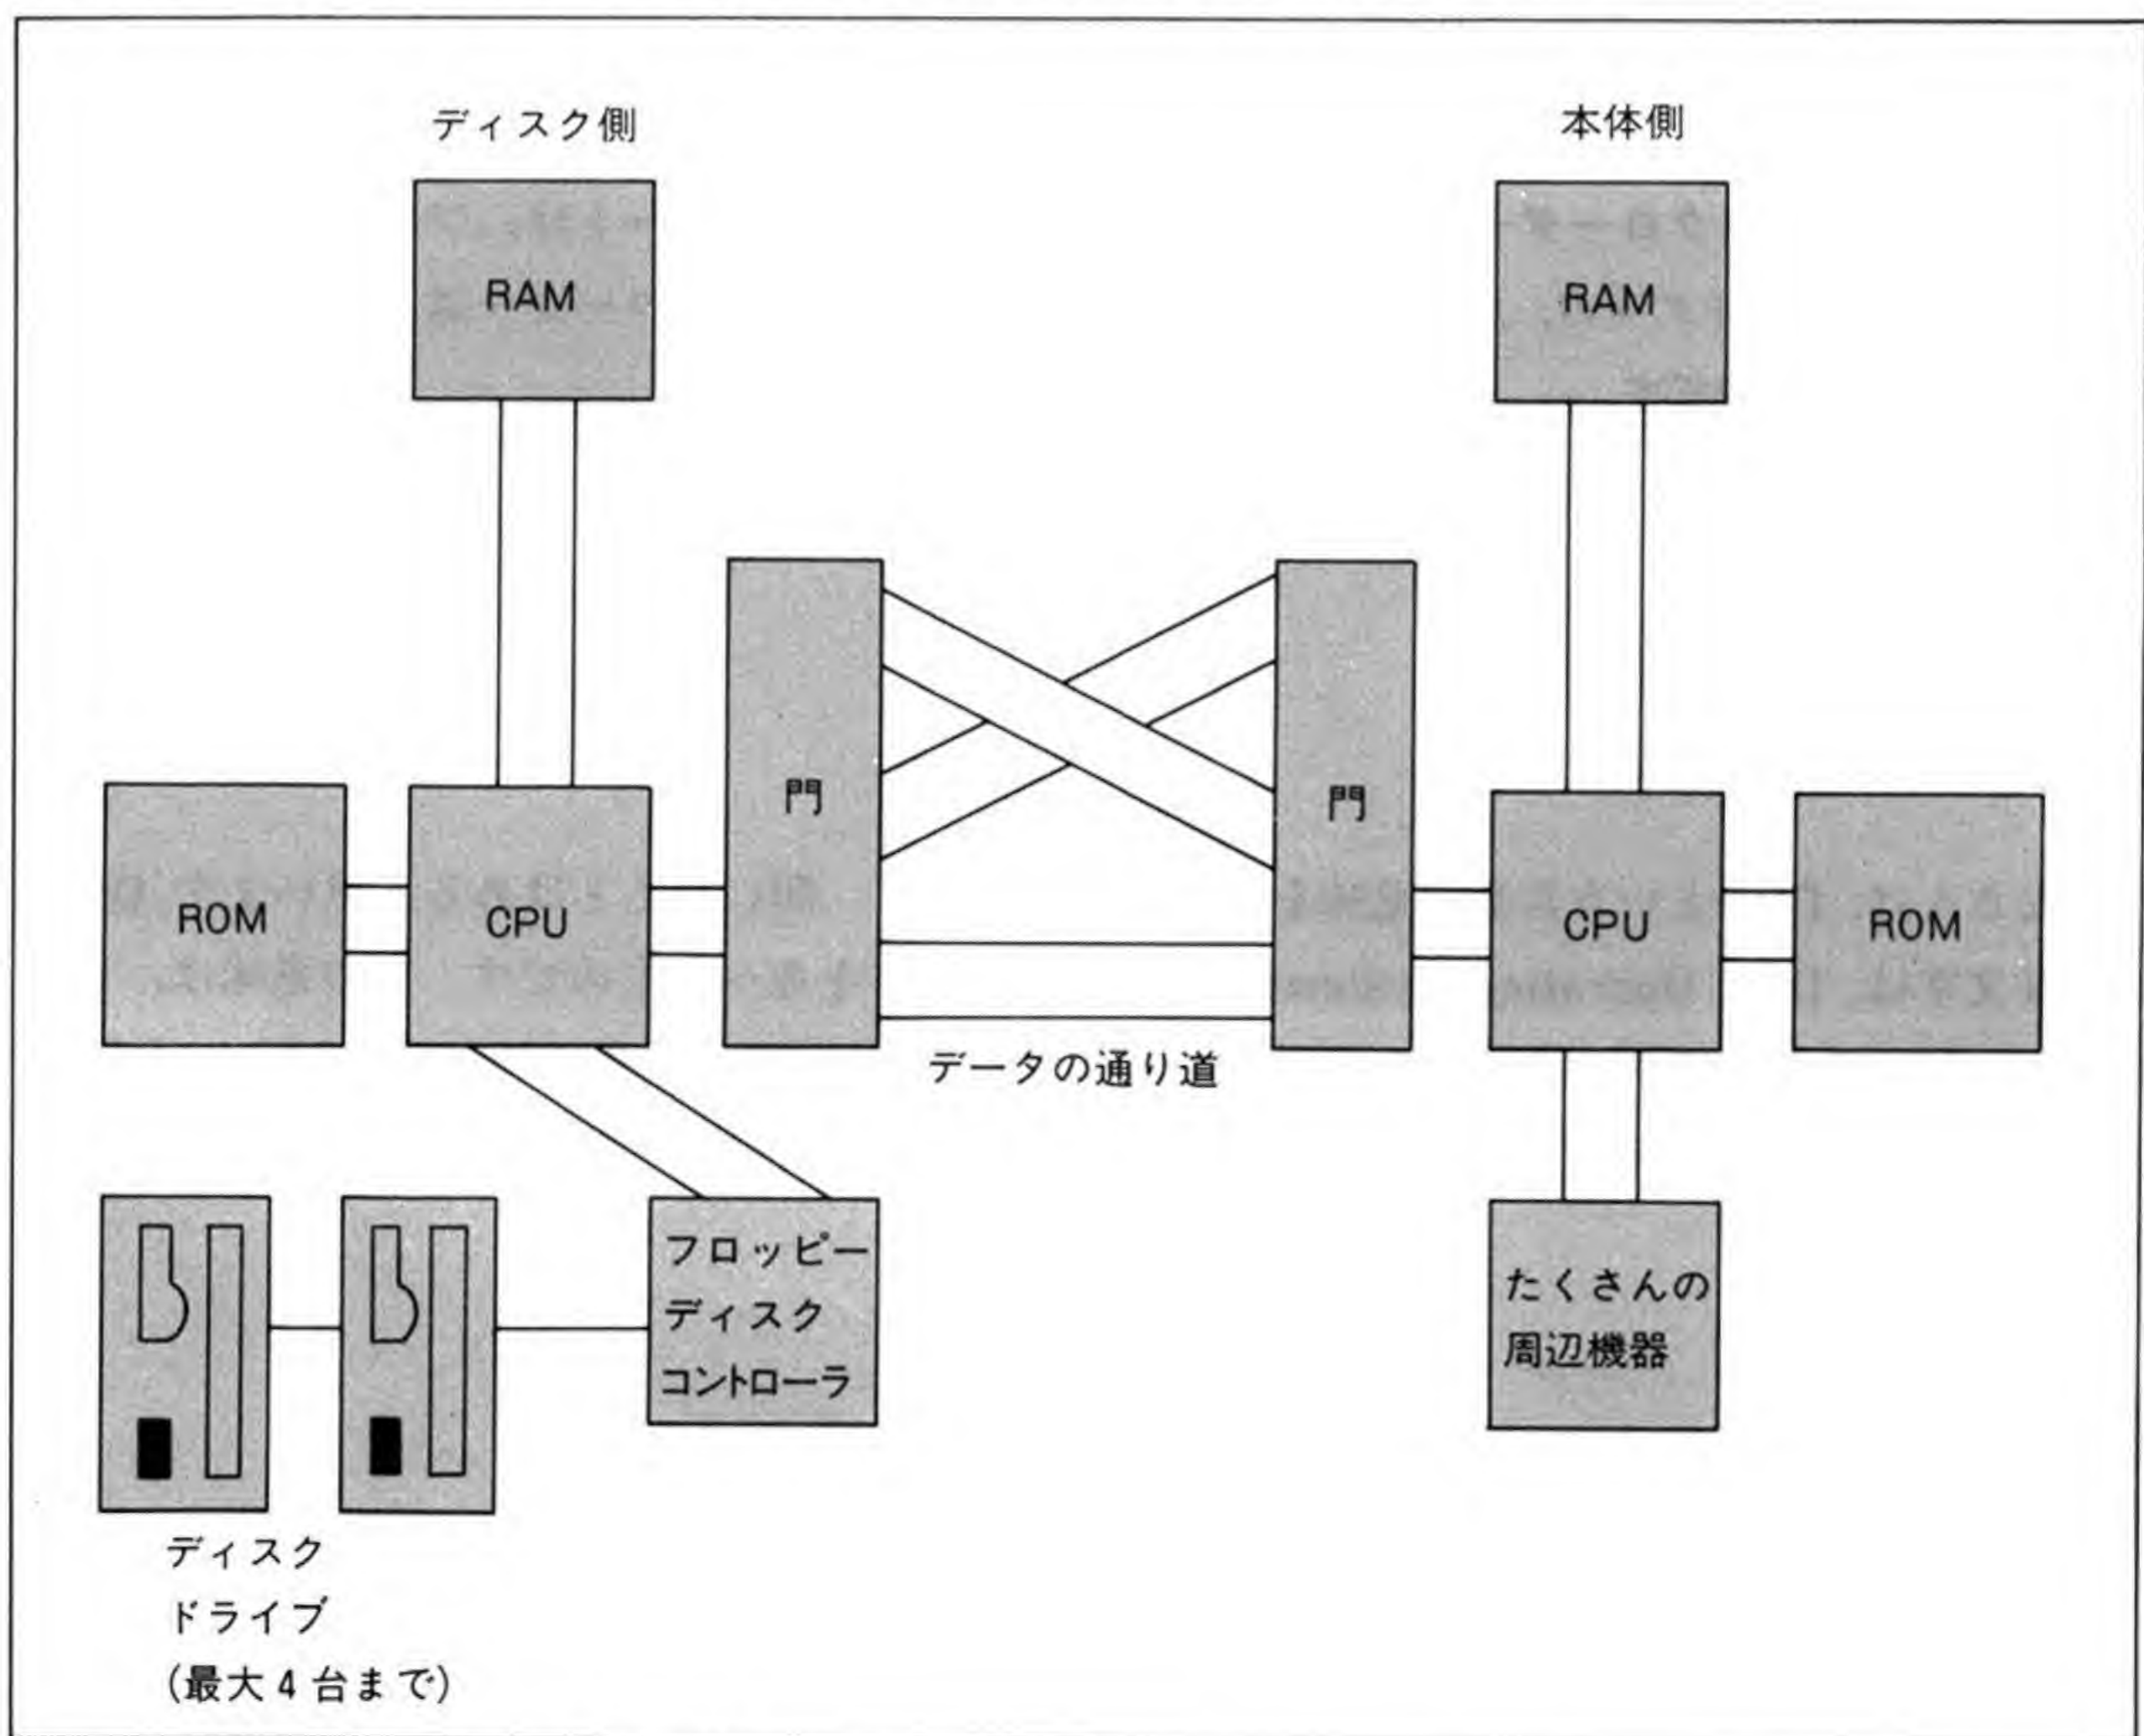 ディスク側
本体側
RAM
RAM
門
門
ROM
CPU
CPU
ROM
データの通り道
フロッピー
ディスク
コントローラ
たくさんの
周辺機器
ディスク
ドライブ
(最大4台まで)